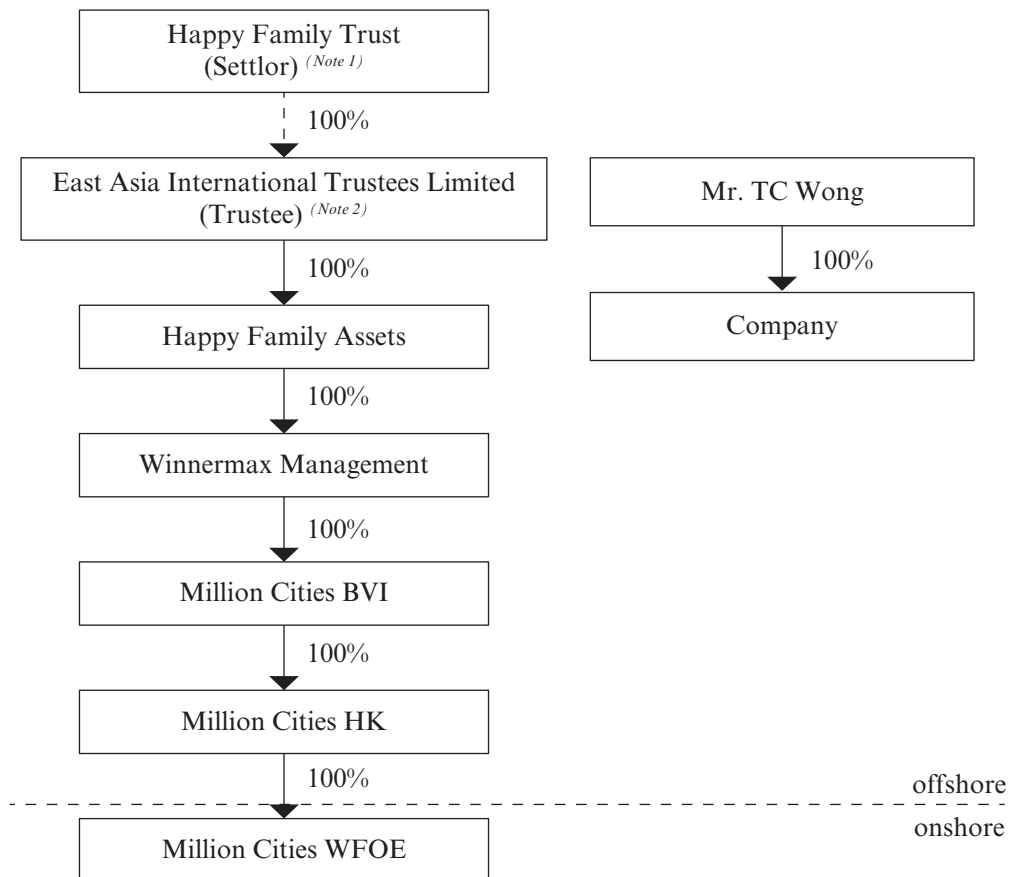 Happy Family Trust
(Settlor) (Note 1)
100%
East Asia International Trustees Limited
(Trustee) (Note 2)
Mr. TC Wong
100%
100%
Happy Family Assets
Company
100%
Winnermax Management
100%
Million Cities BVI
100%
Million Cities HK
100%
offshore
onshore
Million Cities WFOE